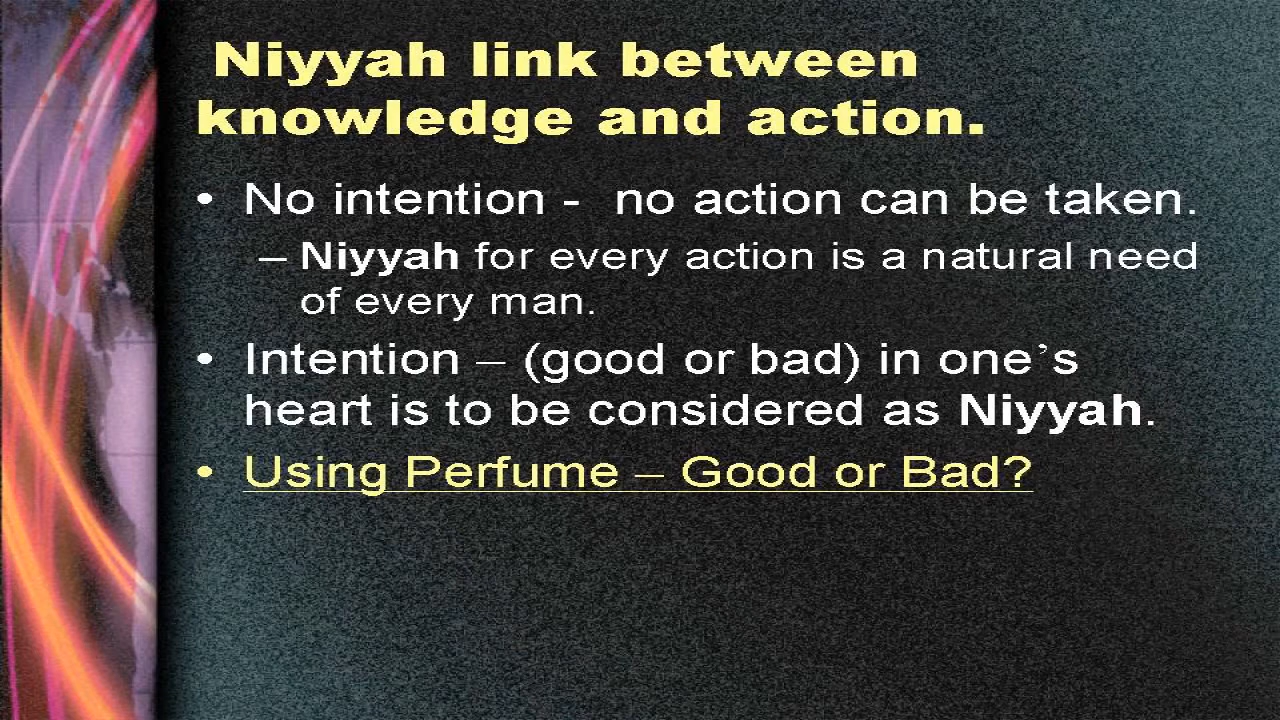 Niyyah link between
knowledge and action.
• No intention - no action can be taken.
– Niyyah for every action is a natural need
of every man.
• Intention – (good or bad) in one’s
heart is to be considered as Niyyah.
• Using Perfume – Good or Bad?